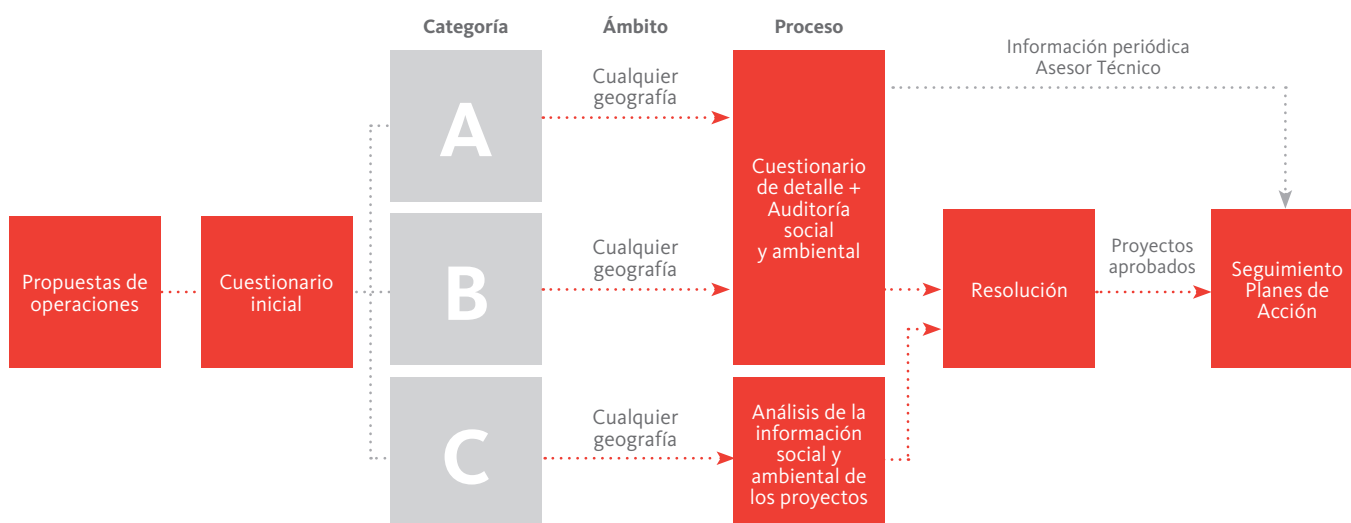 Categoría
Ámbito
Proceso
Propuestas de
operaciones
Cuestionario
inicial
A
Cualquier
geografía
B
Cualquier
geografía
C
Cualquier
geografía
Cuestionario
de detalle +
Auditoría
social
y ambiental
Análisis de la
información
social y
ambiental de
los proyectos
Información periódica
Asesor Técnico
Resolución
Proyectos
aprobados
Seguimiento
Planes de
Acción